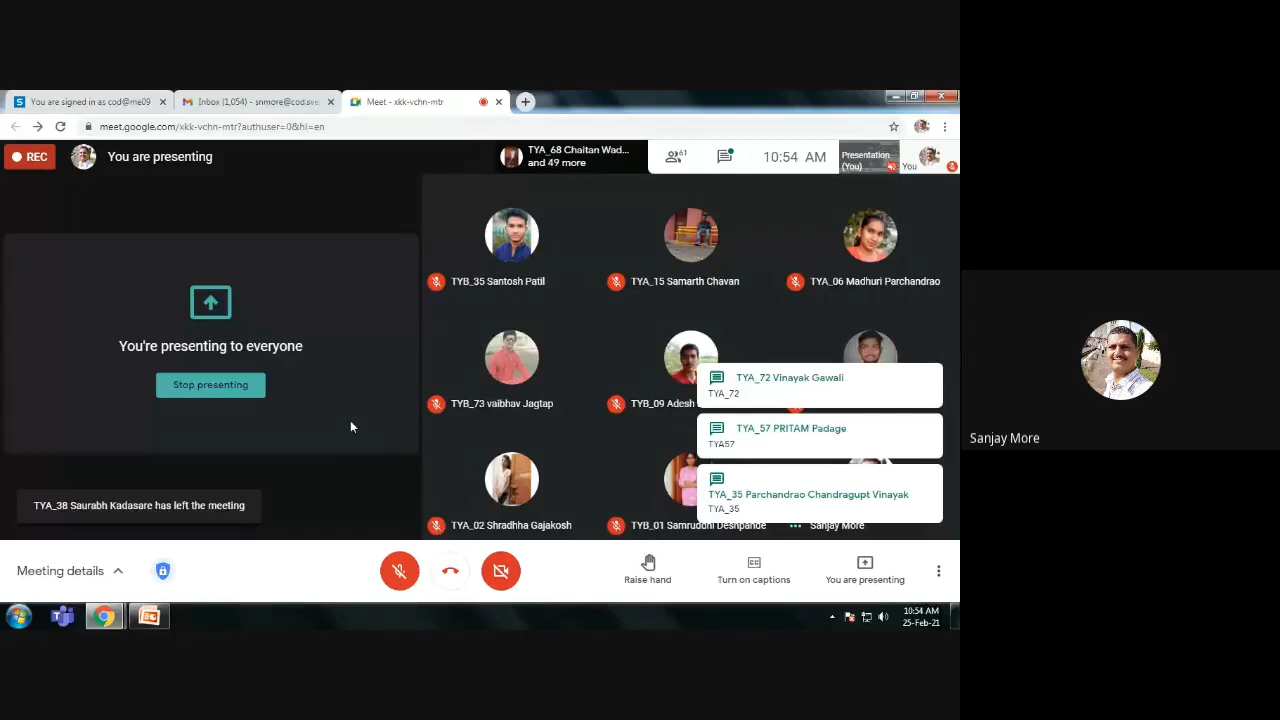 You are signed in as cod@me09
Inbox (1,054) - snmore@cod.sve
Meet - xkk-vchn-mtr
meet.google.com/xkk-vchn-mtr?authuser=0&hl=en
REC
You are presenting
TYA_68 Chaitan Wad...
and 49 more
61
10:54 AM
Presentation
(You)
You
TYB_35 Santosh Patil
TYA_15 Samarth Chavan
TYA_06 Madhuri Parchandrao
You're presenting to everyone
Stop presenting
TYB_73 vaibhav Jagtap
TYB_09 Adesh
TYA_72 Vinayak Gawali
TYA_72
TYA_57 PRITAM Padage
TYA57
TYA_35 Parchandrao Chandragupt Vinayak
TYA_35
TYA_38 Saurabh Kadasare has left the meeting
TYA_02 Shradhha Gajakosh
TYB_01 Samruddhi Deshpande
Sanjay More
Sanjay More
Meeting details
Raise hand
CC
Turn on captions
You are presenting
10:54 AM
25-Feb-21